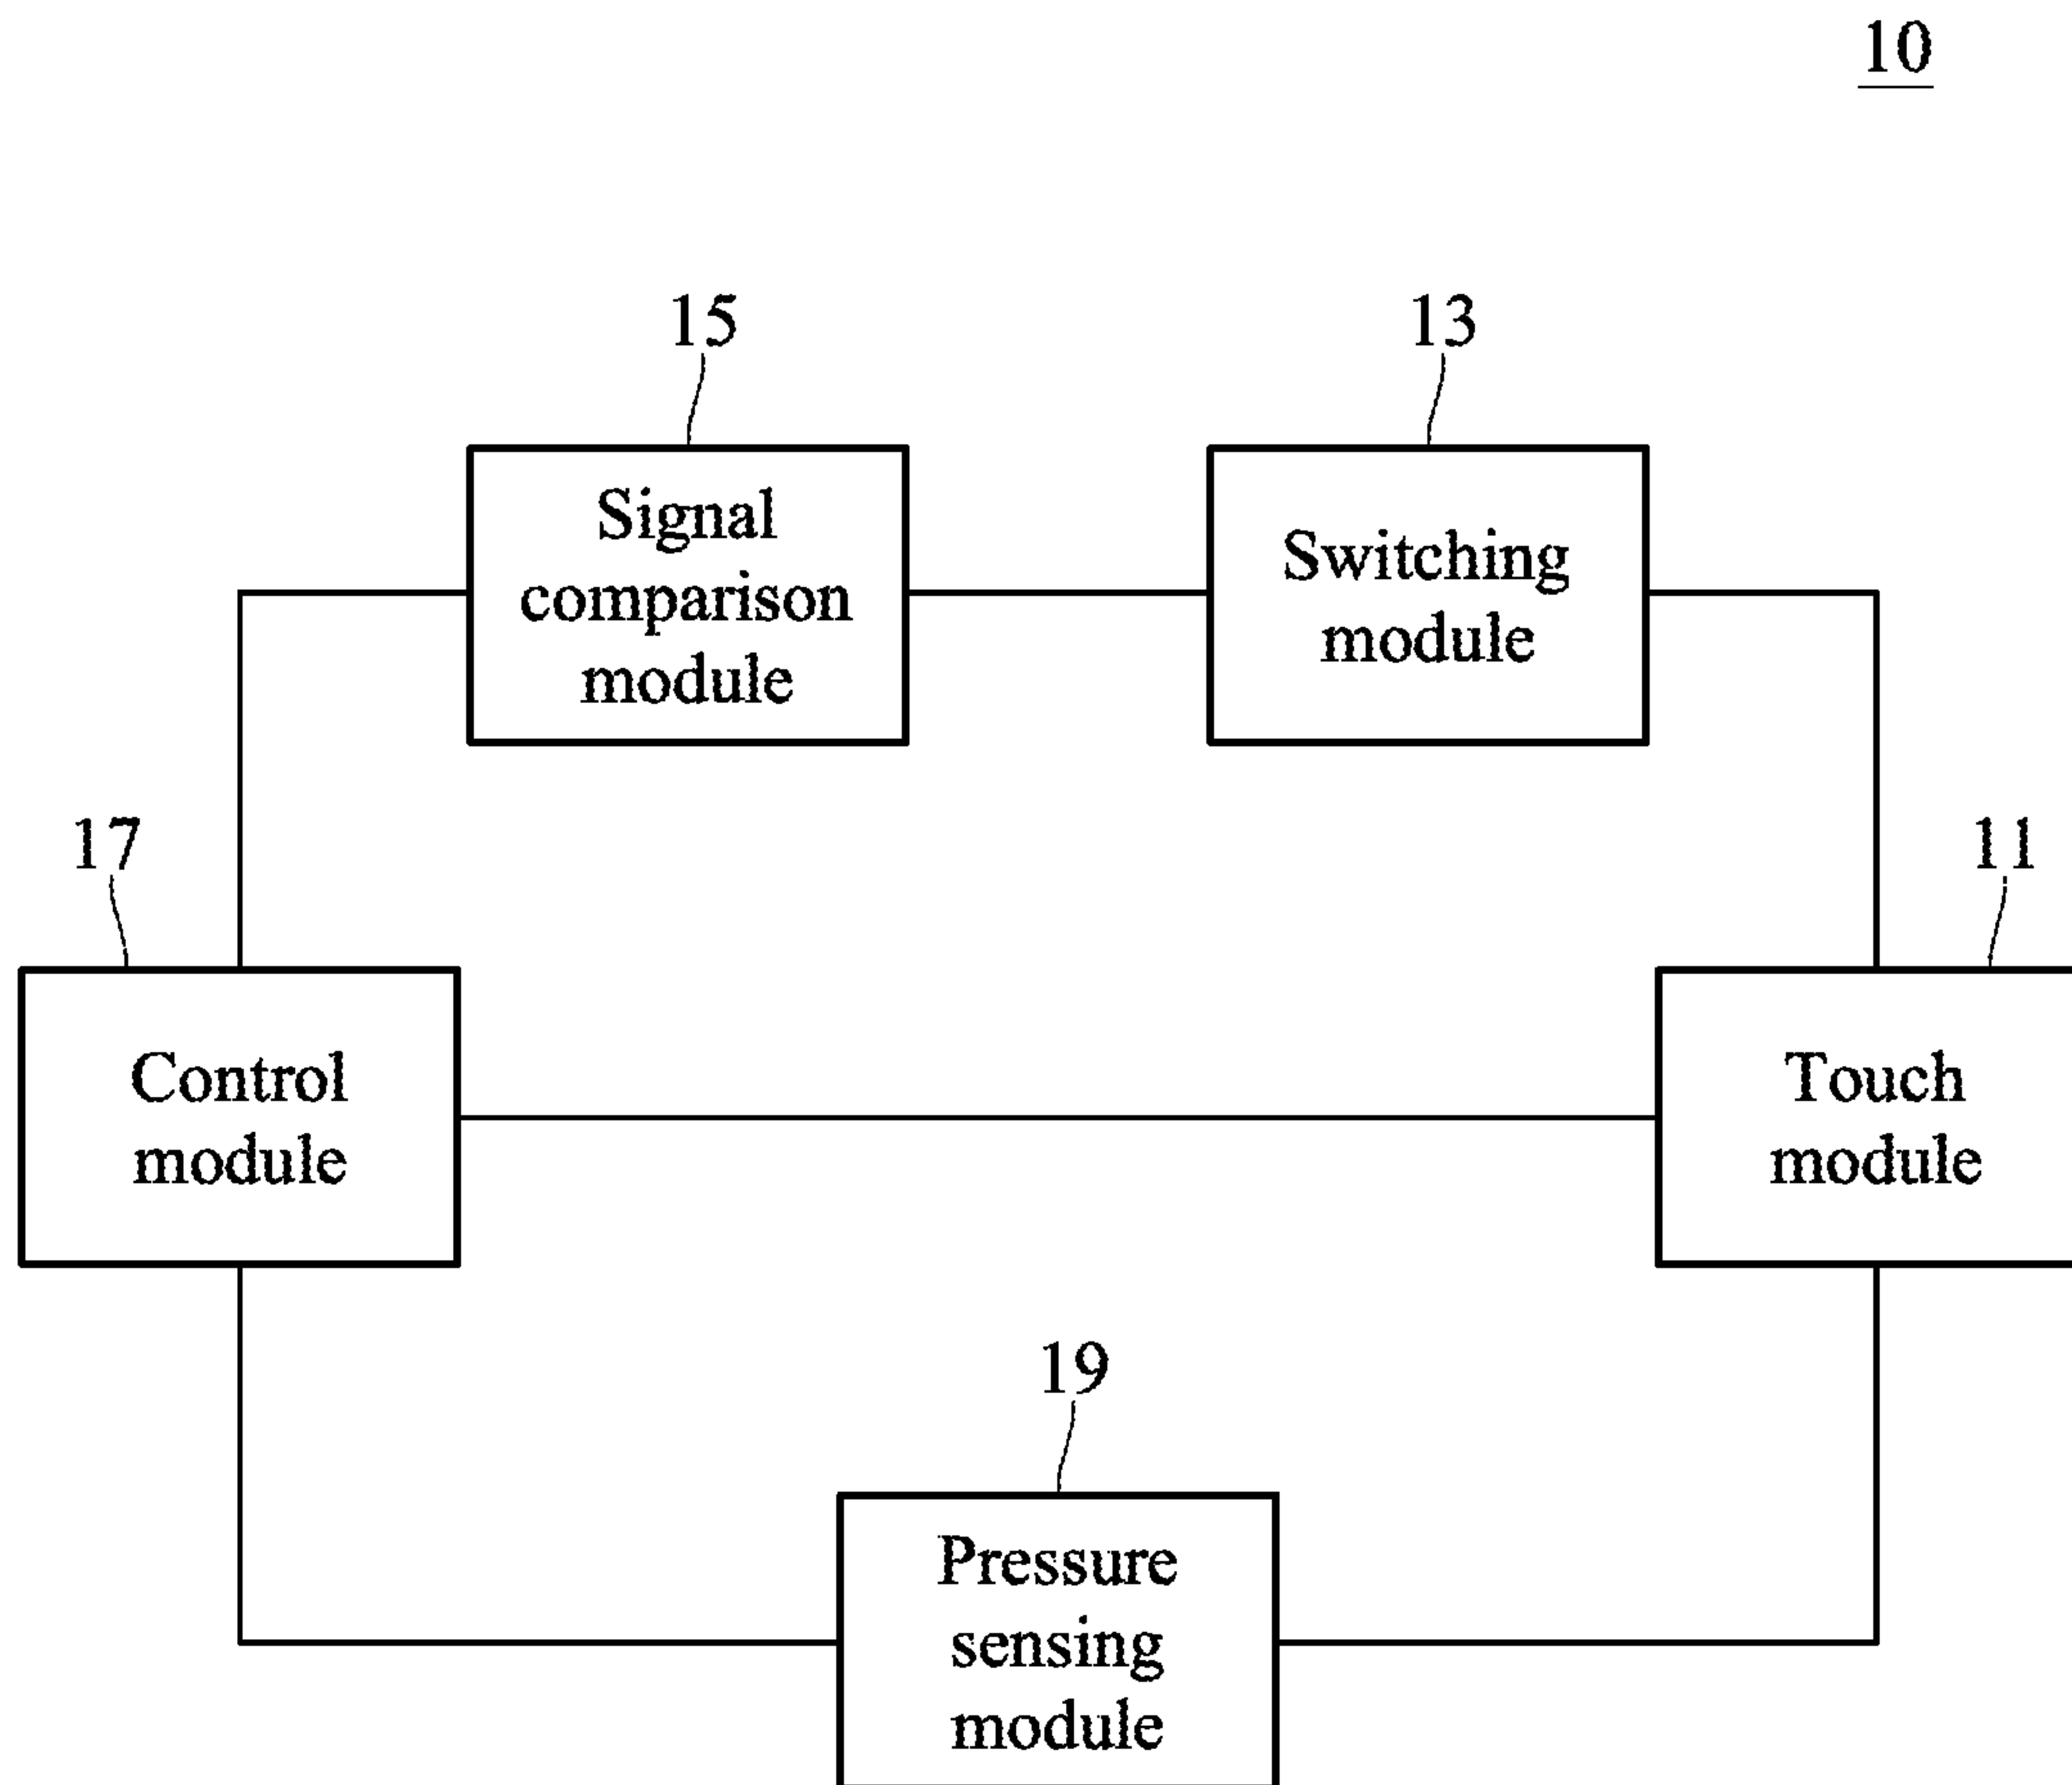 10
15
13
Signal
comparison
module
Switching
module
17
11
Control
module
Touch
module
19
Pressure
sensing
module